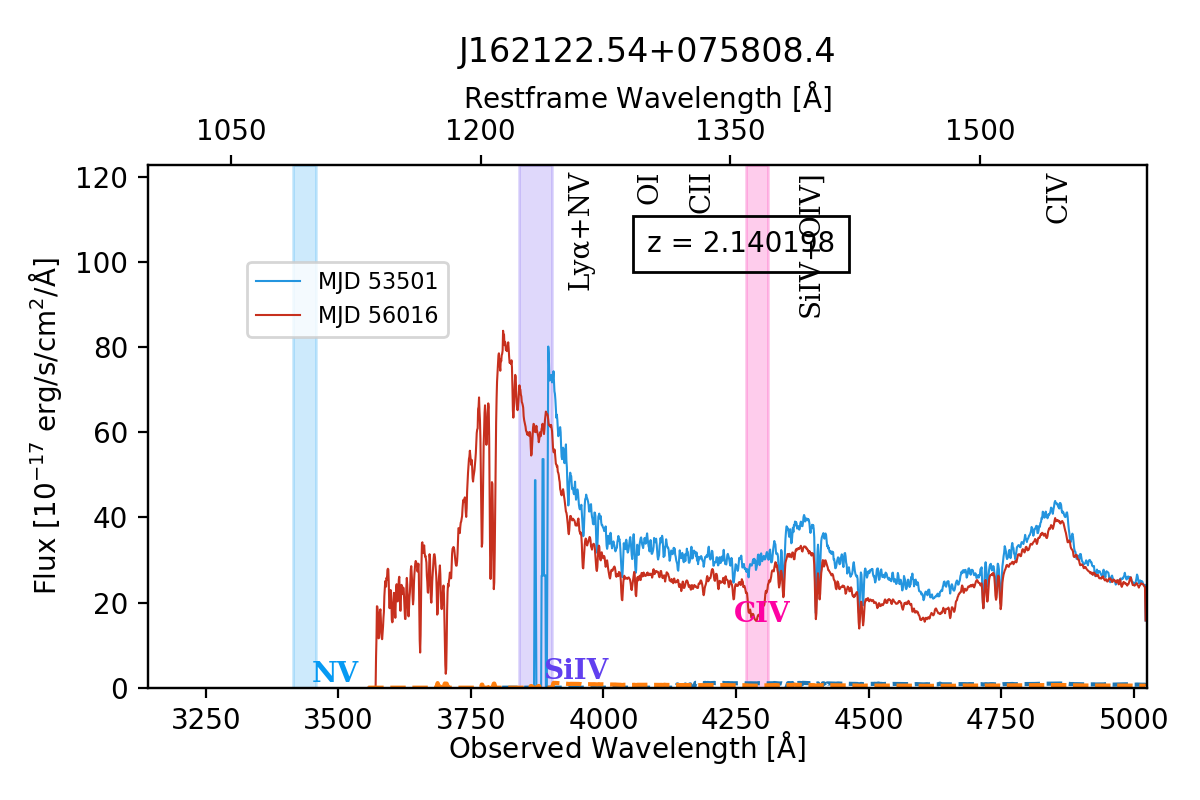 J162122.54+075808.4
Restframe Wavelength [Å]
1050 1200 1350 1500
120
100
80
60
40
20
0
Flux [10⁻¹⁷ erg/s/cm²/Å]
MJD 53501
MJD 56016
Lyα+NV
OI
CII
SiIV+OIV]
CIV
z = 2.140198
NV
SiIV
CIV
3250 3500 3750 4000 4250 4500 4750 5000
Observed Wavelength [Å]